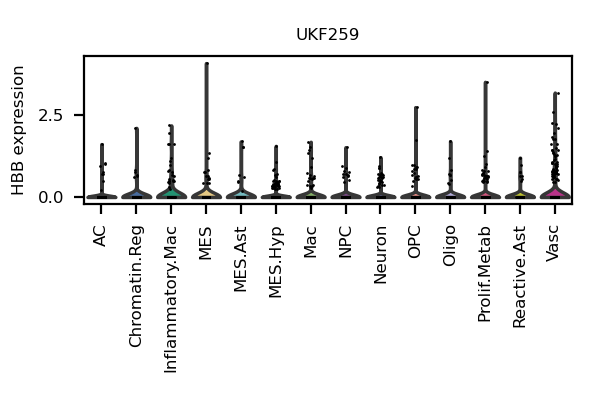 UKF259
HBB expression
2.5
0.0
AC
Chromatin.Reg
Inflammatory.Mac
MES
MES.Ast
MES.Hyp
Mac
NPC
Neuron
OPC
Oligo
Prolif.Metab
Reactive.Ast
Vasc